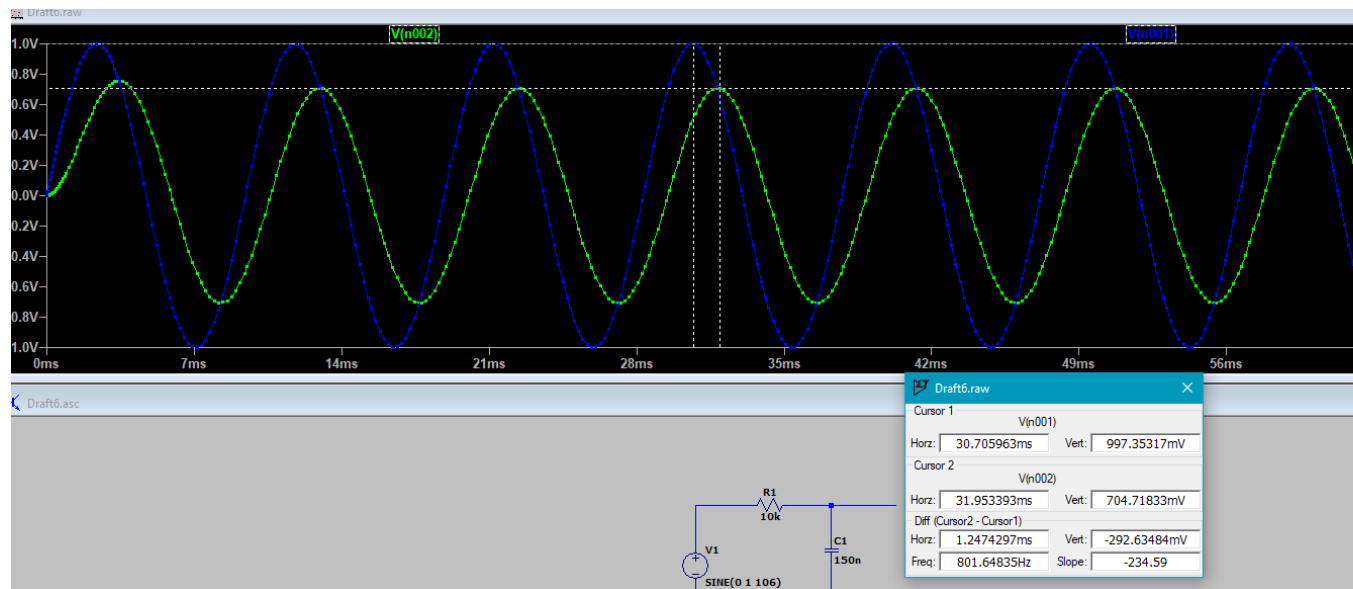 Draft6.raw
V(n002)
V(n001)
1.0V
0.8V
0.6V
0.4V
0.2V
0.0V
0.2V
0.4V
0.6V
0.8V
1.0V
0ms 7ms 14ms 21ms 28ms 35ms 42ms 49ms 56ms
Draft6.asc
R1
10k
C1
150n
V1
SINE(0 1 106)
Draft6.raw
Cursor 1
V(n001)
Horz: 30.705963ms Vert: 997.35317mV
Cursor 2
V(n002)
Horz: 31.953393ms Vert: 704.71833mV
Diff (Cursor2 - Cursor1)
Horz: 1.2474297ms Vert: -292.63484mV
Freq: 801.64835Hz Slope: -234.59